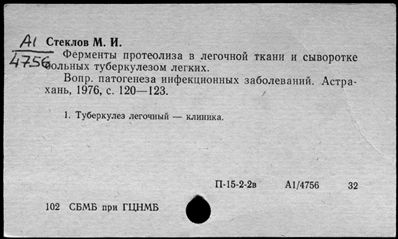 А1
4756
Стеклов М. И.
Ферменты протеолиза в легочной ткани и сыворотке
больных туберкулезом легких.
Вопр. патогенеза инфекционных заболеваний. Астра-
хань, 1976, с. 120—123.
1. Туберкулез легочный — клиника.
П-15-2-2в А1/4756 32
102 СБМБ при ГЦНМБ